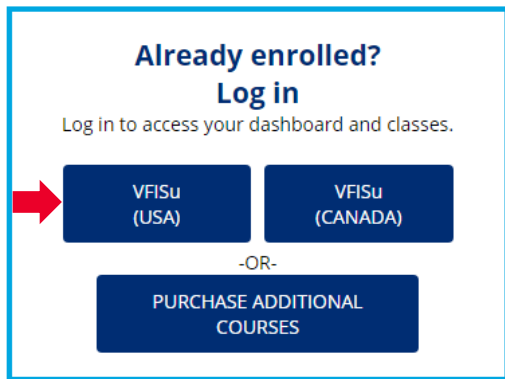 Already enrolled?
Log in
Log in to access your dashboard and classes.
VFISu VFISu
(USA) (CANADA)
-OR-
PURCHASE ADDITIONAL
COURSES